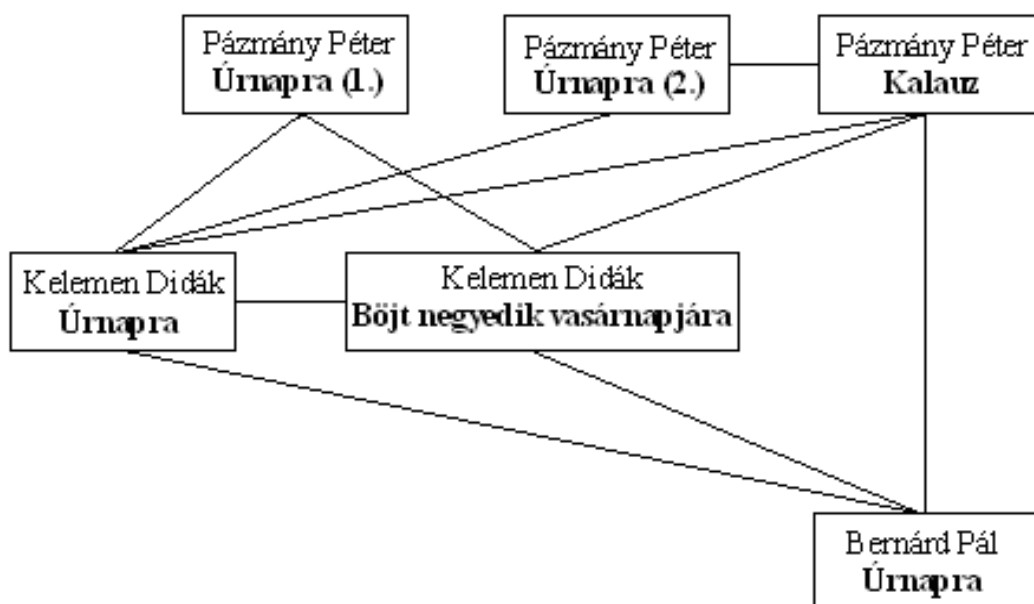 Pázmány Péter
Úrnapra (1.)
Pázmány Péter
Úrnapra (2.)
Pázmány Péter
Kalauz
Kelemen Didák
Úrnapra
Kelemen Didák
Böjt negyedik vasárnapjára
Bernárd Pál
Úrnapra